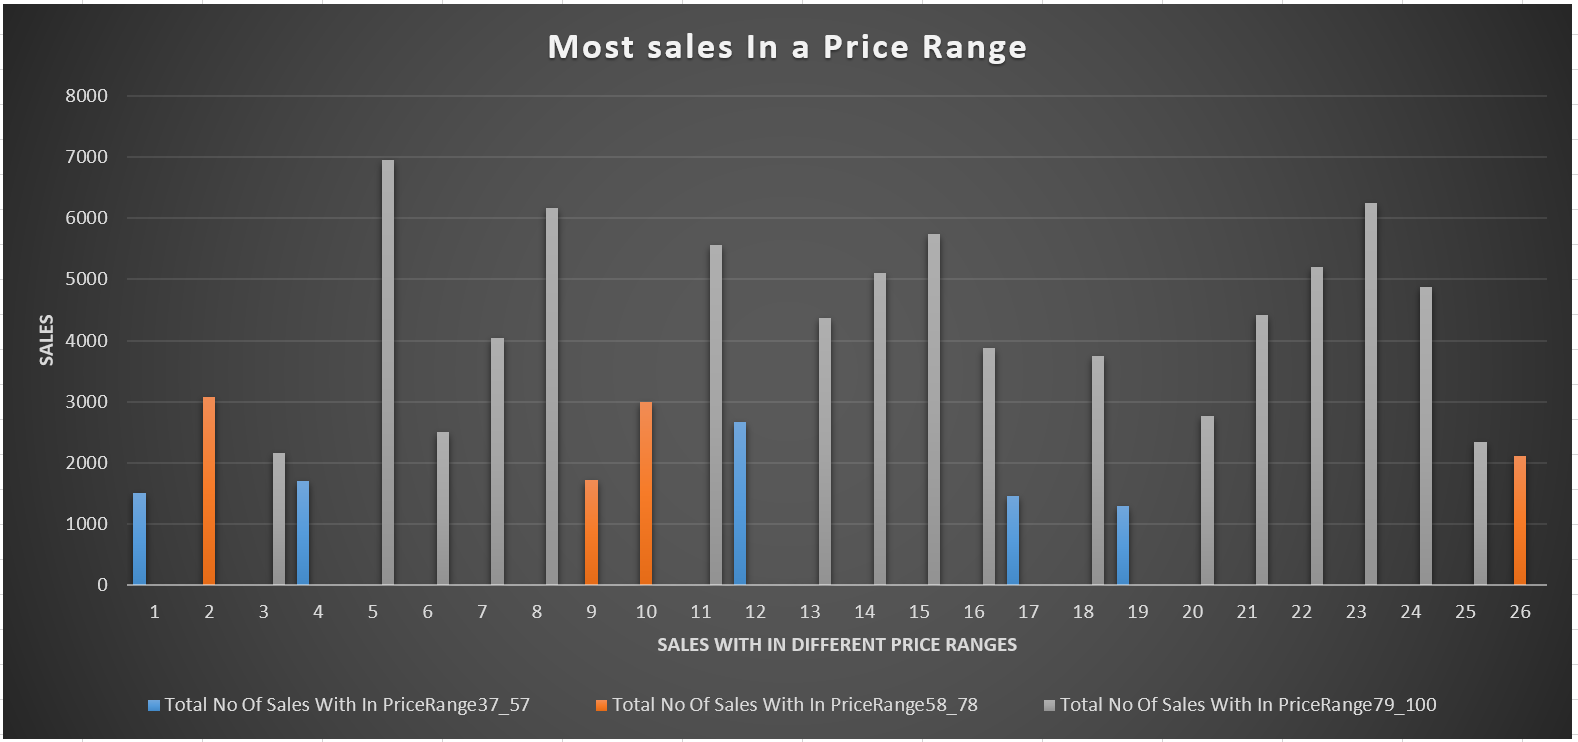 Most sales In a Price Range
8000
7000
6000
5000
4000
3000
2000
1000
0
SALES
1 2 3 4 5 6 7 8 9 10 11 12 13 14 15 16 17 18 19 20 21 22 23 24 25 26
SALES WITH IN DIFFERENT PRICE RANGES
Total No Of Sales With In PriceRange37_57 Total No Of Sales With In PriceRange58_78 Total No Of Sales With In PriceRange79_100